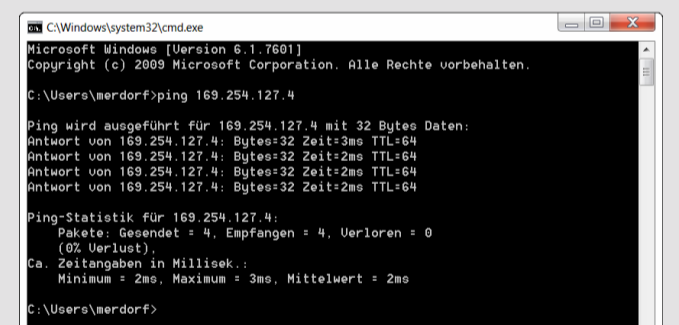 C:\Windows\system32\cmd.exe
Microsoft Windows [Version 6.1.7601]
Copyright (c) 2009 Microsoft Corporation. Alle Rechte vorbehalten.
C:\Users\merdorf>ping 169.254.127.4
Ping wird ausgeführt für 169.254.127.4 mit 32 Bytes Daten:
Antwort von 169.254.127.4: Bytes=32 Zeit=3ms TTL=64
Antwort von 169.254.127.4: Bytes=32 Zeit=2ms TTL=64
Antwort von 169.254.127.4: Bytes=32 Zeit=2ms TTL=64
Antwort von 169.254.127.4: Bytes=32 Zeit=2ms TTL=64
Ping-Statistik für 169.254.127.4:
Pakete: Gesendet = 4, Empfangen = 4, Verloren = 0
(0% Verlust),
Ca. Zeitangaben in Millisek.:
Minimum = 2ms, Maximum = 3ms, Mittelwert = 2ms
C:\Users\merdorf>